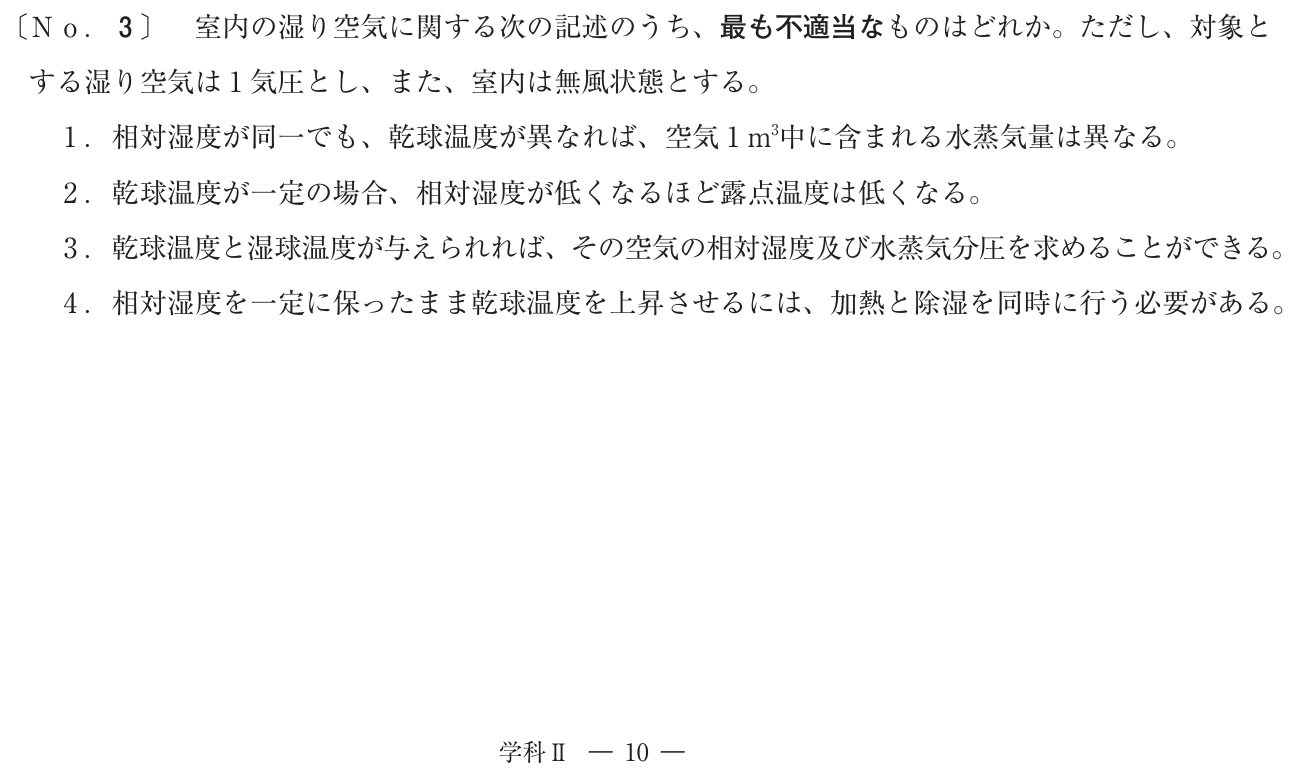 〔Ｎｏ．３〕　室内の湿り空気に関する次の記述のうち、最も不適当なものはどれか。ただし、対象と
する湿り空気は１気圧とし、また、室内は無風状態とする。
１．相対湿度が同一でも、乾球温度が異なれば、空気１m³中に含まれる水蒸気量は異なる。
２．乾球温度が一定の場合、相対湿度が低くなるほど露点温度は低くなる。
３．乾球温度と湿球温度が与えられれば、その空気の相対湿度及び水蒸気分圧を求めることができる。
４．相対湿度を一定に保ったまま乾球温度を上昇させるには、加熱と除湿を同時に行う必要がある。
学科Ⅱ ― 10 ―